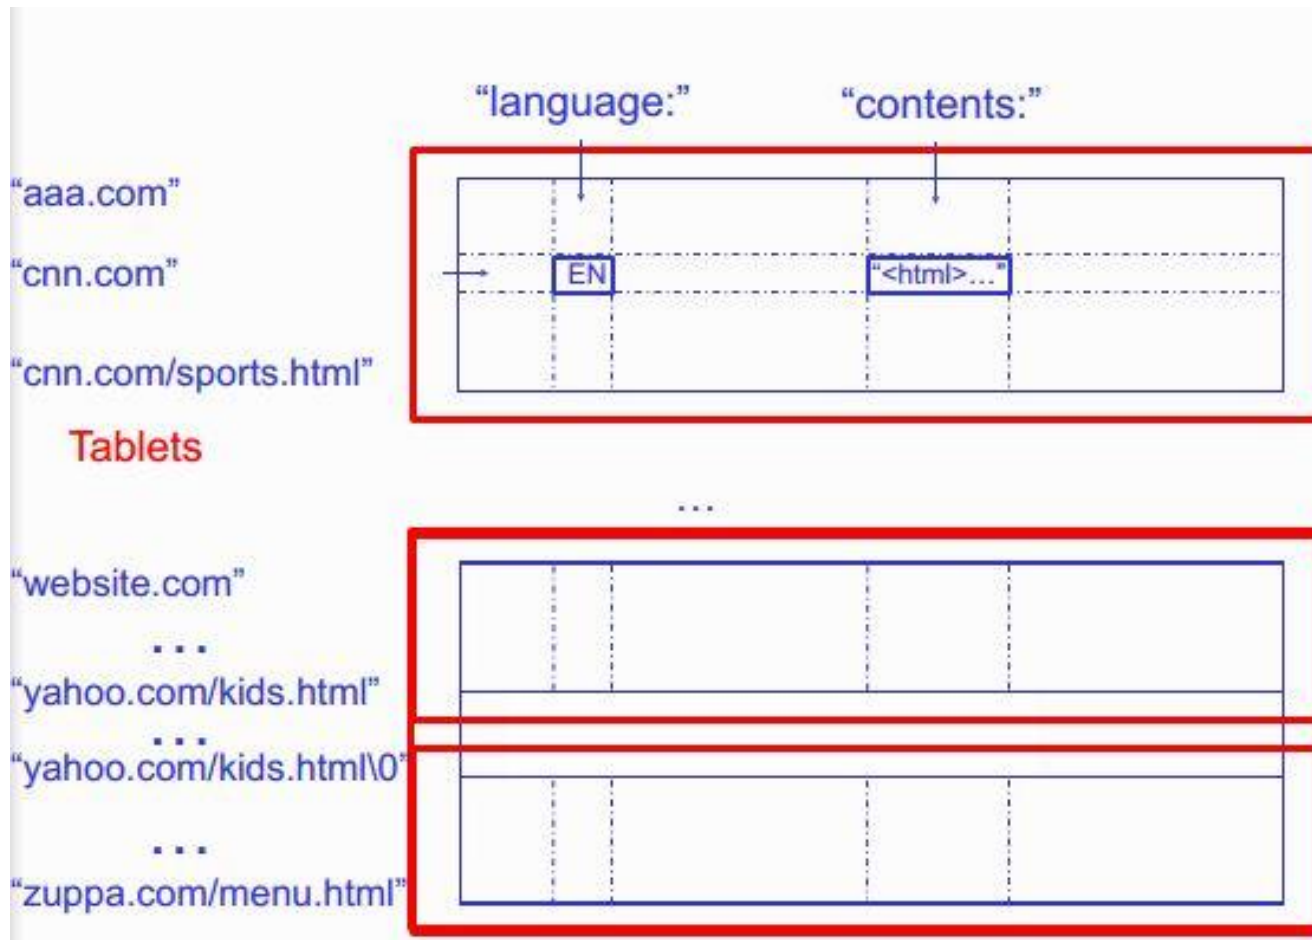 “language:” “contents:”
“aaa.com”
“cnn.com” EN “<html>…”
“cnn.com/sports.html”
Tablets
…
“website.com”
…
“yahoo.com/kids.html”
…
“yahoo.com/kids.html\0”
…
“zuppa.com/menu.html”